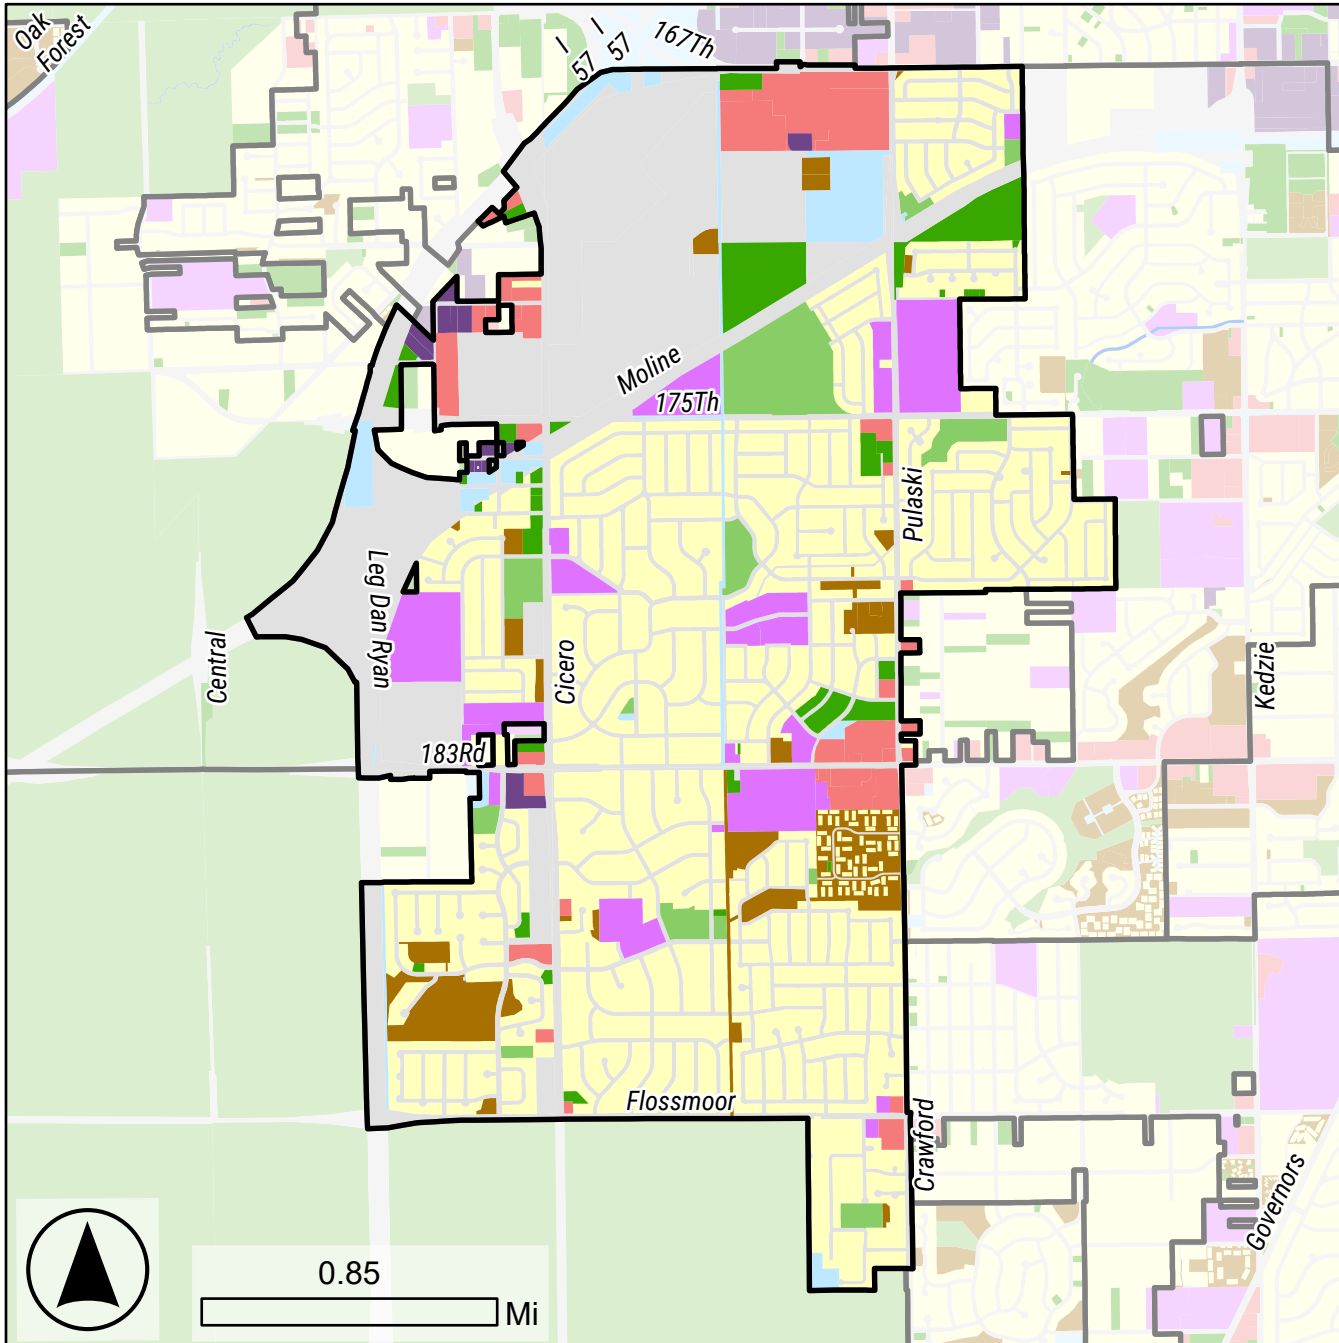 Oak
Forest
I
57
I
57
167Th
Moline
175Th
Pulaski
Leg Dan Ryan
Central
Cicero
Kedzie
183Rd
Flossmoor
Crawford
Governors
0.85
Mi